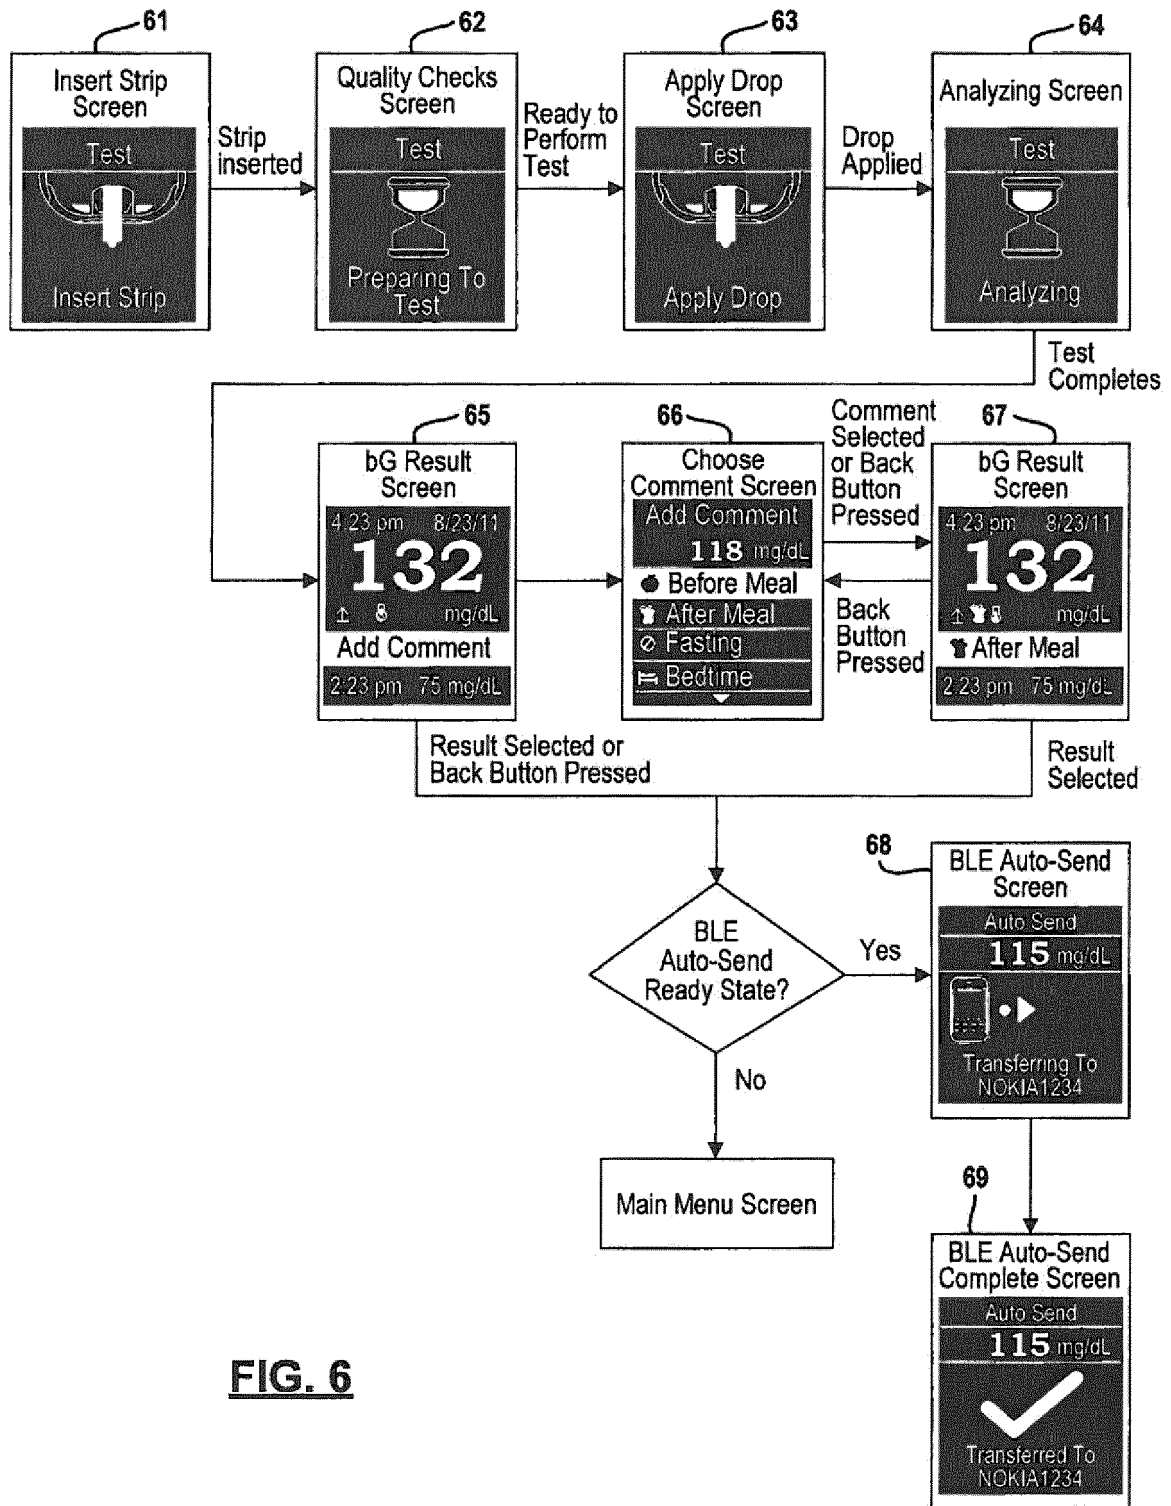 61
Insert Strip
Screen
Test
Insert Strip
Strip
inserted
62
Quality Checks
Screen
Test
Preparing To
Test
Ready to
Perform
Test
63
Apply Drop
Screen
Test
Apply Drop
Drop
Applied
64
Analyzing Screen
Test
Analyzing
Test
Completes
65
bG Result
Screen
4:23 pm 8/23/11
132
mg/dL
Add Comment
2:23 pm 75 mg/dL
66
Choose
Comment Screen
Add Comment
118 mg/dL
Before Meal
After Meal
Fasting
Bedtime
Comment
Selected
or Back
Button
Pressed
Back
Button
Pressed
67
bG Result
Screen
4:23 pm 8/23/11
132
mg/dL
After Meal
2:23 pm 75 mg/dL
Result Selected or
Back Button Pressed
Result
Selected
BLE
Auto-Send
Ready State?
Yes
No
Main Menu Screen
68
BLE Auto-Send
Screen
Auto Send
115 mg/dL
Transferring To
NOKIA1234
69
BLE Auto-Send
Complete Screen
Auto Send
115 mg/dL
Transferred To
NOKIA1234
FIG. 6